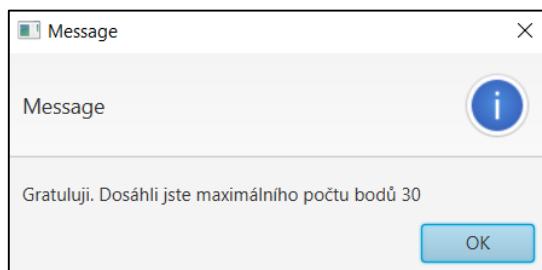 Message
Message
Gratuluji. Dosáhli jste maximálního počtu bodů 30
OK